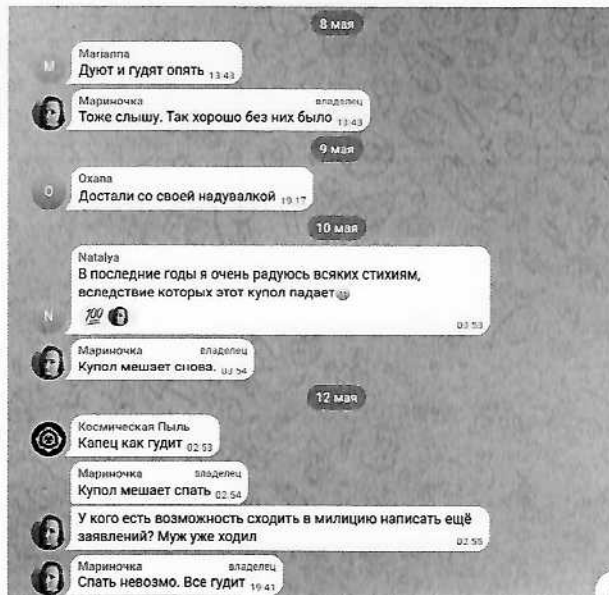 8 мая
M
Marianna
Дуют и гудят опять 13:43
Мариночка владелец
Тоже слышу. Так хорошо без них было 13:43
9 мая
O
Oxana
Достали со своей надувалкой 19:17
10 мая
Natalya
В последние годы я очень радуюсь всяких стихиям,
вследствие которых этот купол падает
N
💯
03:53
Мариночка владелец
Купол мешает снова. 03:54
12 мая
Космическая Пыль
Капец как гудит 02:53
Мариночка владелец
Купол мешает спать 02:54
У кого есть возможность сходить в милицию написать ещё
заявлений? Муж уже ходил
02:55
Мариночка владелец
Спать невозмо. Все гудит 19:41